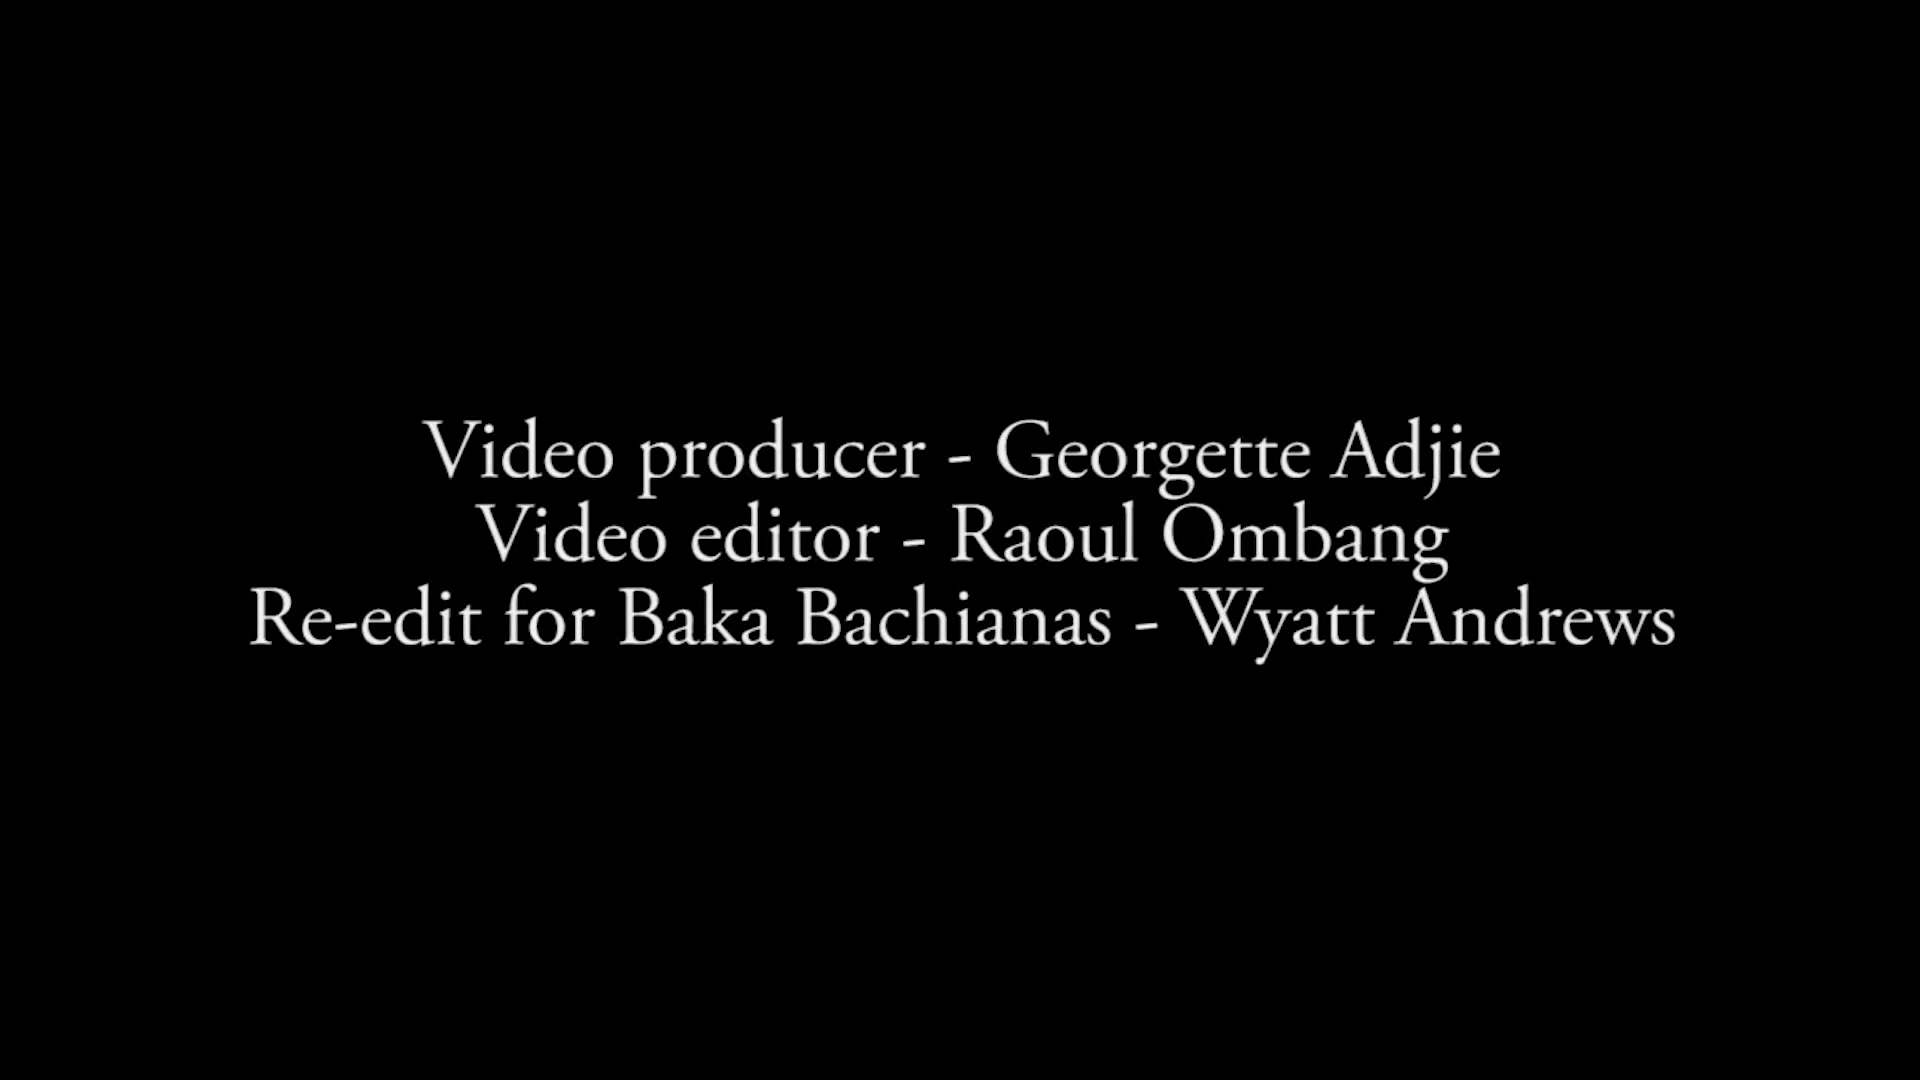 Video producer - Georgette Adjie
Video editor - Raoul Ombang
Re-edit for Baka Bachianas - Wyatt Andrews